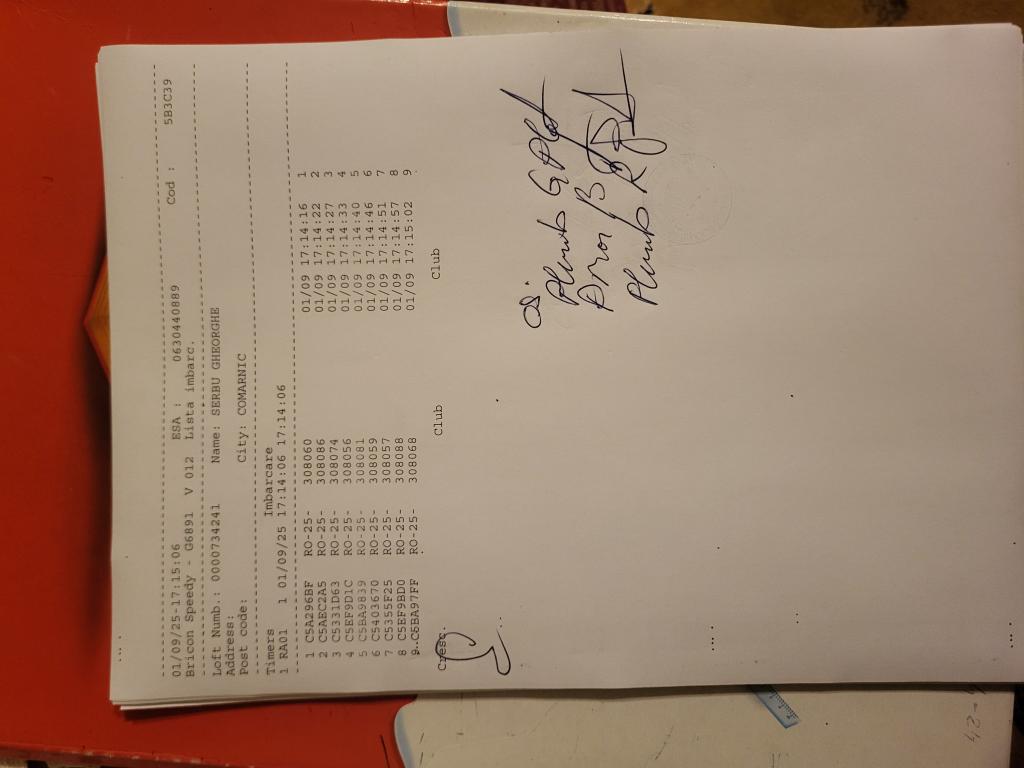 01/09/25-17:15:06 ESA : 0630440889 Cod : 5B3C39
Bricon Speedy - G6891 V 012 Lista imbarc.
Loft Numb.: 0000734241 Name: SERBU GHEORGHE
Address:
Post code: City: COMARNIC
Timers Imbarcare
1 RA01 1 01/09/25 17:14:06 17:14:06
1 C5A296BF RO-25- 308060 01/09 17:14:16 1
2 C5AEC2A5 RO-25- 308086 01/09 17:14:22 2
3 C5331D63 RO-25- 308074 01/09 17:14:27 3
4 C5EF9D1C RO-25- 308056 01/09 17:14:33 4
5 C5BA9839 RO-25- 308081 01/09 17:14:40 5
6 C5403670 RO-25- 308059 01/09 17:14:46 6
7 C5355F25 RO-25- 308057 01/09 17:14:51 7
8 C5EF9BD0 RO-25- 308088 01/09 17:14:57 8
9 C5BA97FF RO-25- 308068 01/09 17:15:02 9
Cresc. Club Club